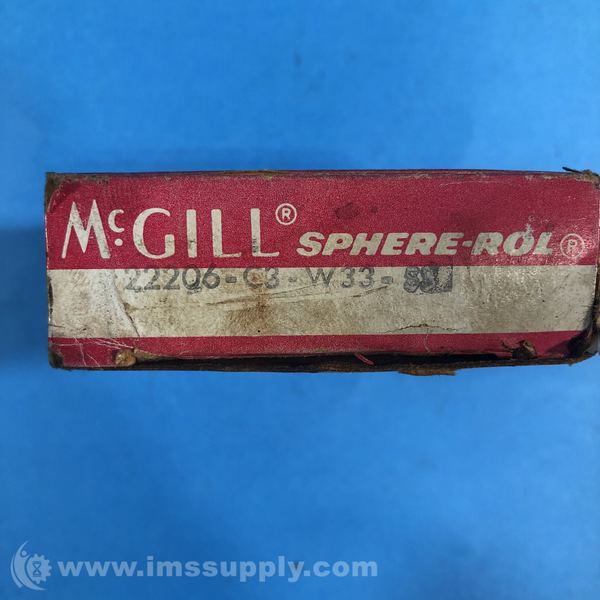 McGILL® SPHERE-ROL®
22206-C3-W33-
www.imssupply.com